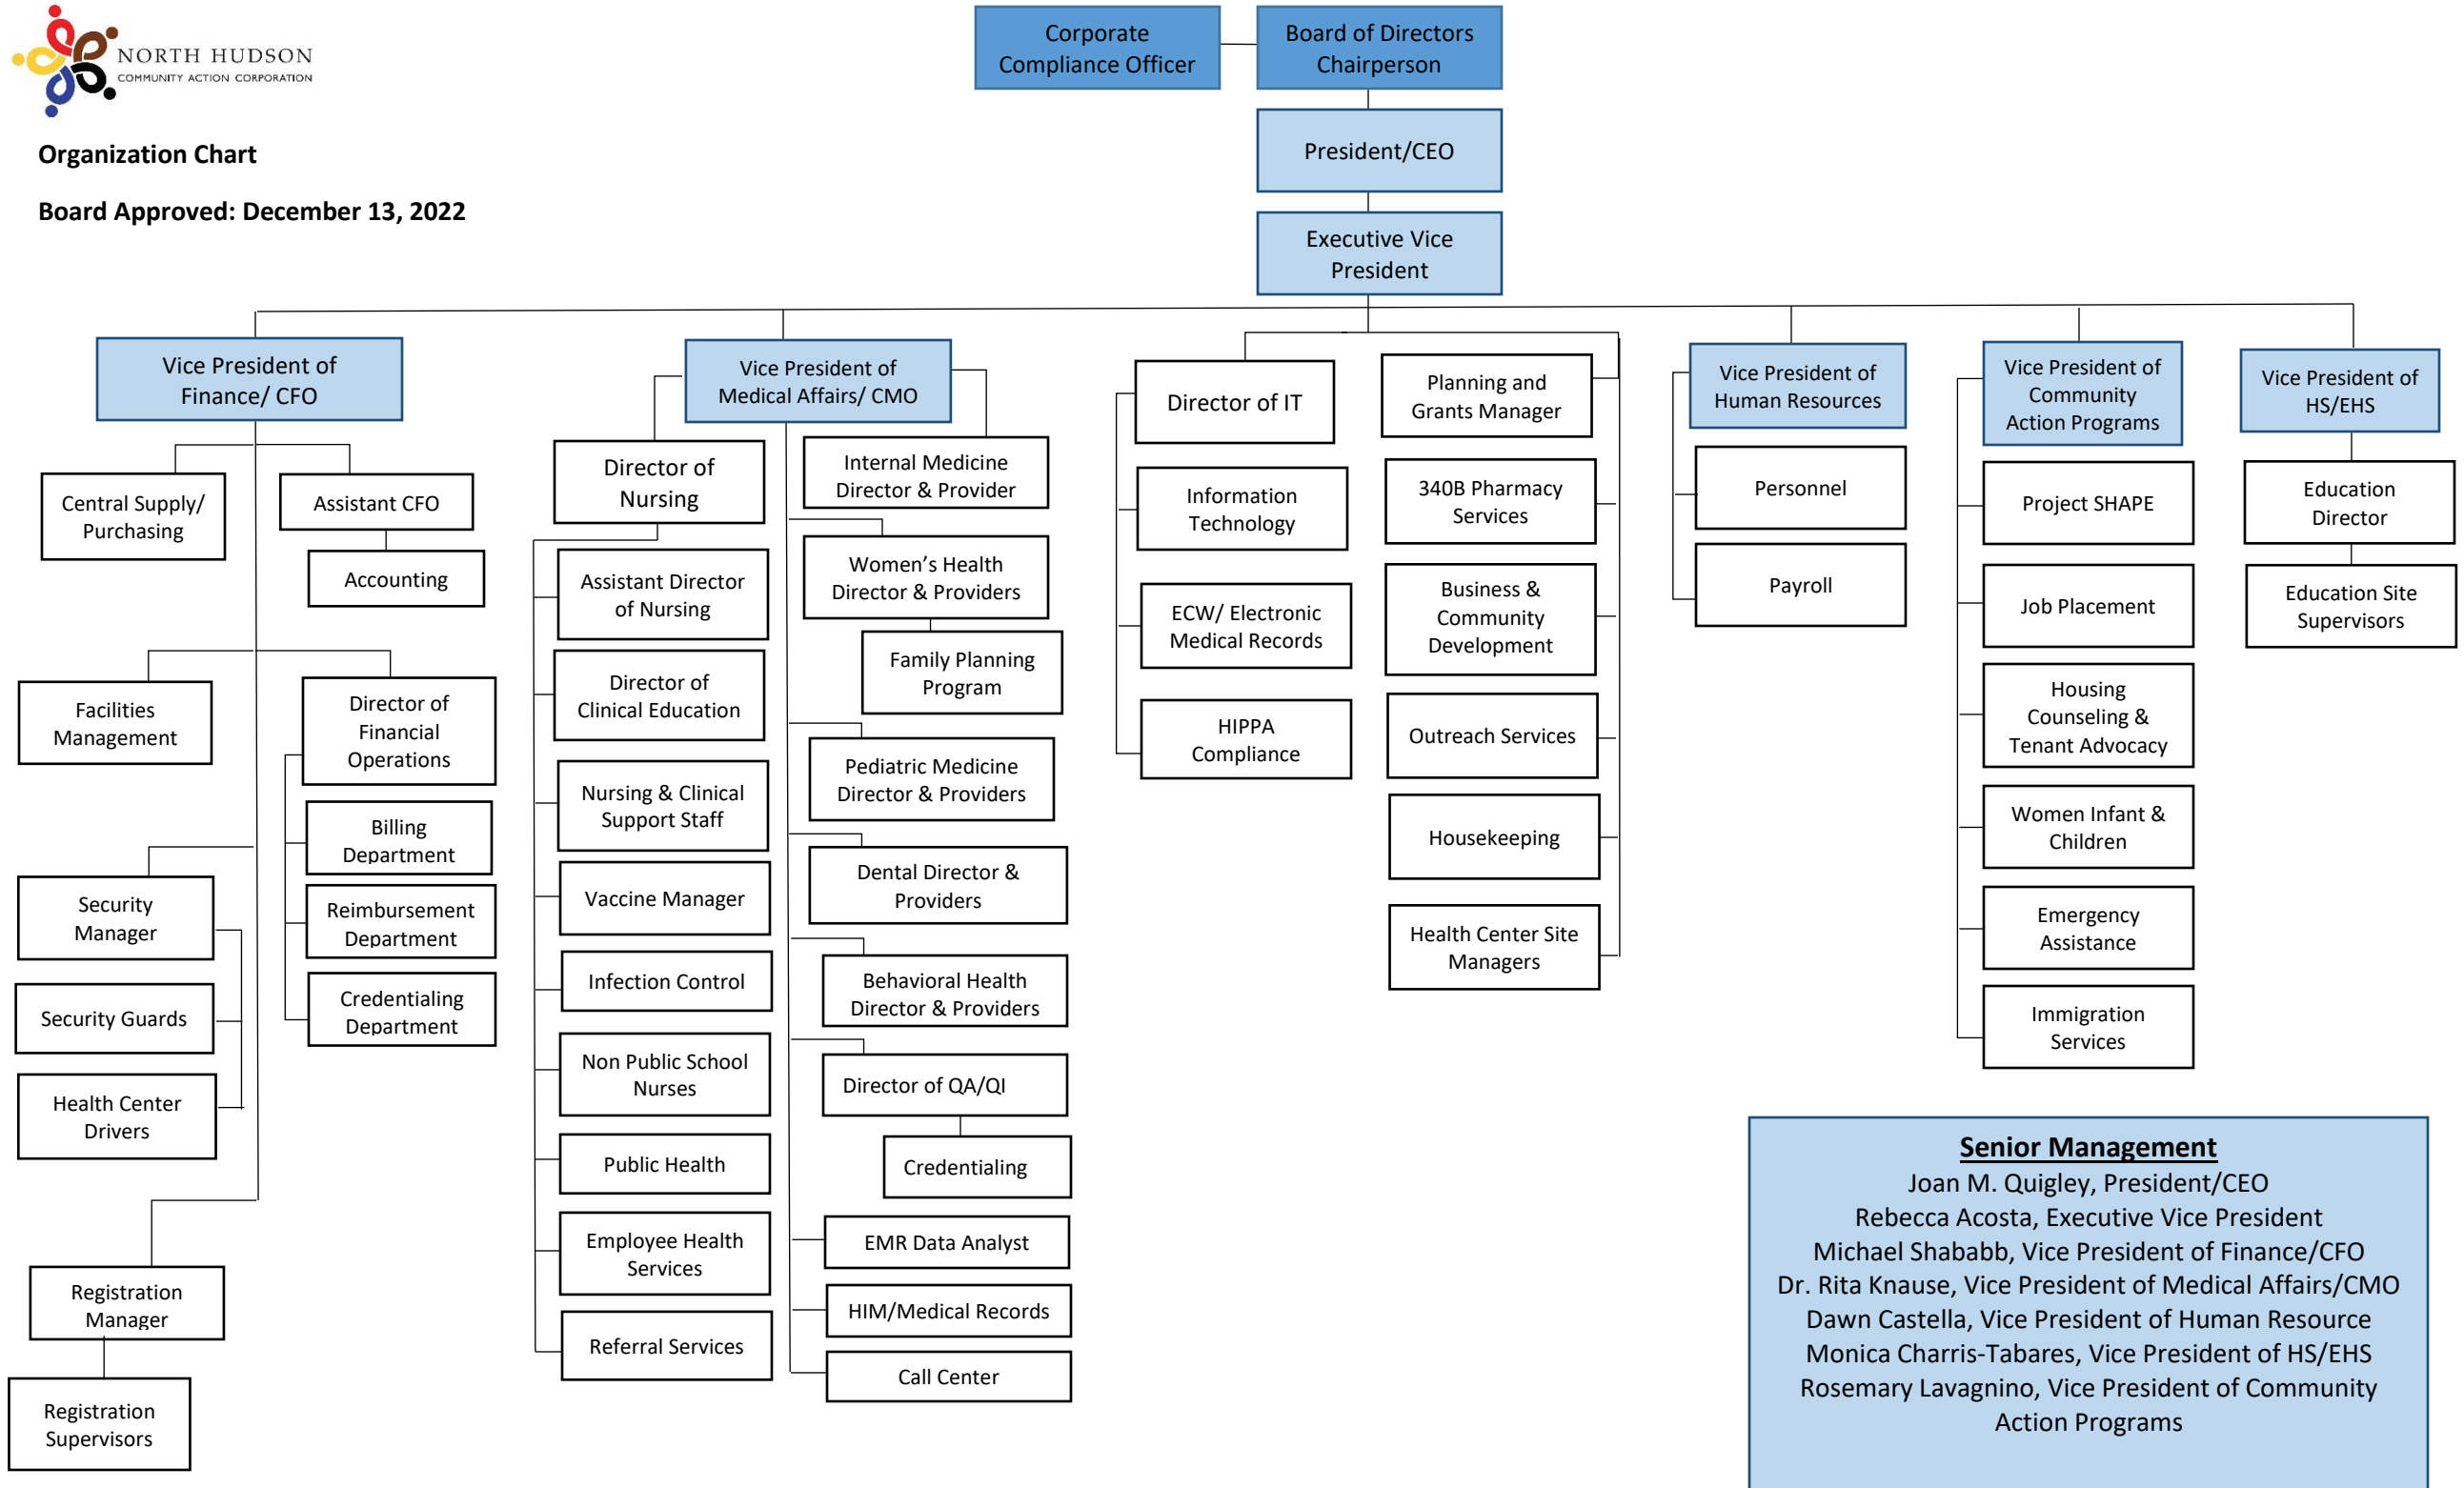 NORTH HUDSON
COMMUNITY ACTION CORPORATION
Organization Chart
Board Approved: December 13, 2022
Corporate
Compliance Officer
Board of Directors
Chairperson
President/CEO
Executive Vice
President
Vice President of
Finance/ CFO
Central Supply/
Purchasing
Assistant CFO
Accounting
Facilities
Management
Director of
Financial
Operations
Billing
Department
Reimbursement
Department
Credentialing
Department
Security
Manager
Security Guards
Health Center
Drivers
Registration
Manager
Registration
Supervisors
Vice President of
Medical Affairs/ CMO
Director of
Nursing
Assistant Director
of Nursing
Director of
Clinical Education
Nursing & Clinical
Support Staff
Vaccine Manager
Infection Control
Non Public School
Nurses
Public Health
Employee Health
Services
Referral Services
Internal Medicine
Director & Provider
Women’s Health
Director & Providers
Family Planning
Program
Pediatric Medicine
Director & Providers
Dental Director &
Providers
Behavioral Health
Director & Providers
Director of QA/QI
Credentialing
EMR Data Analyst
HIM/Medical Records
Call Center
Director of IT
Information
Technology
ECW/ Electronic
Medical Records
HIPPA
Compliance
Planning and
Grants Manager
340B Pharmacy
Services
Business &
Community
Development
Outreach Services
Housekeeping
Health Center Site
Managers
Vice President of
Human Resources
Personnel
Payroll
Vice President of
Community
Action Programs
Project SHAPE
Job Placement
Housing
Counseling &
Tenant Advocacy
Women Infant &
Children
Emergency
Assistance
Immigration
Services
Vice President of
HS/EHS
Education
Director
Education Site
Supervisors
Senior Management
Joan M. Quigley, President/CEO
Rebecca Acosta, Executive Vice President
Michael Shababb, Vice President of Finance/CFO
Dr. Rita Knause, Vice President of Medical Affairs/CMO
Dawn Castella, Vice President of Human Resource
Monica Charris-Tabares, Vice President of HS/EHS
Rosemary Lavagnino, Vice President of Community
Action Programs